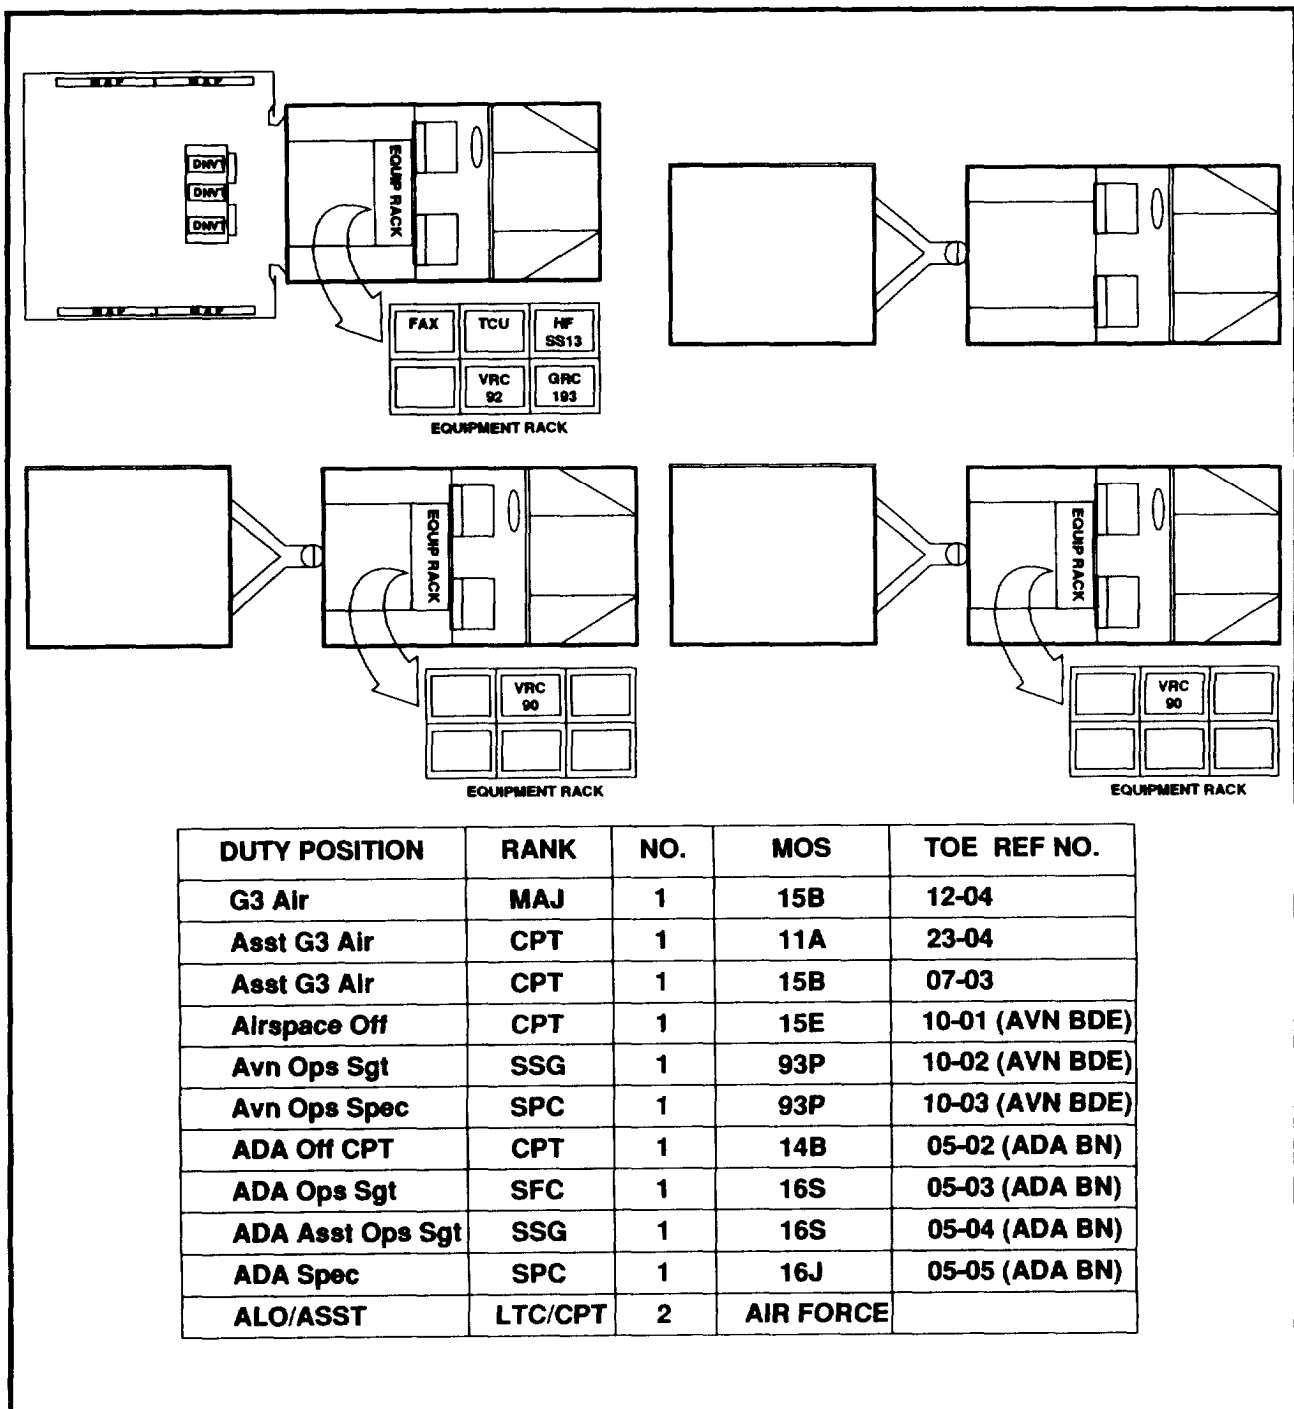 MAP MAP
DNVT
DNVT
DNVT
EQUIP RACK
MAP MAP
FAX TCU HF SS13
VRC 92 GRC 193
EQUIPMENT RACK
EQUIP RACK
EQUIP RACK
VRC 90
EQUIPMENT RACK
VRC 90
EQUIPMENT RACK
DUTY POSITION RANK NO. MOS TOE REF NO.
G3 Air MAJ 1 15B 12-04
Asst G3 Air CPT 1 11A 23-04
Asst G3 Air CPT 1 15B 07-03
Airspace Off CPT 1 15E 10-01 (AVN BDE)
Avn Ops Sgt SSG 1 93P 10-02 (AVN BDE)
Avn Ops Spec SPC 1 93P 10-03 (AVN BDE)
ADA Off CPT CPT 1 14B 05-02 (ADA BN)
ADA Ops Sgt SFC 1 16S 05-03 (ADA BN)
ADA Asst Ops Sgt SSG 1 16S 05-04 (ADA BN)
ADA Spec SPC 1 16J 05-05 (ADA BN)
ALO/ASST LTC/CPT 2 AIR FORCE